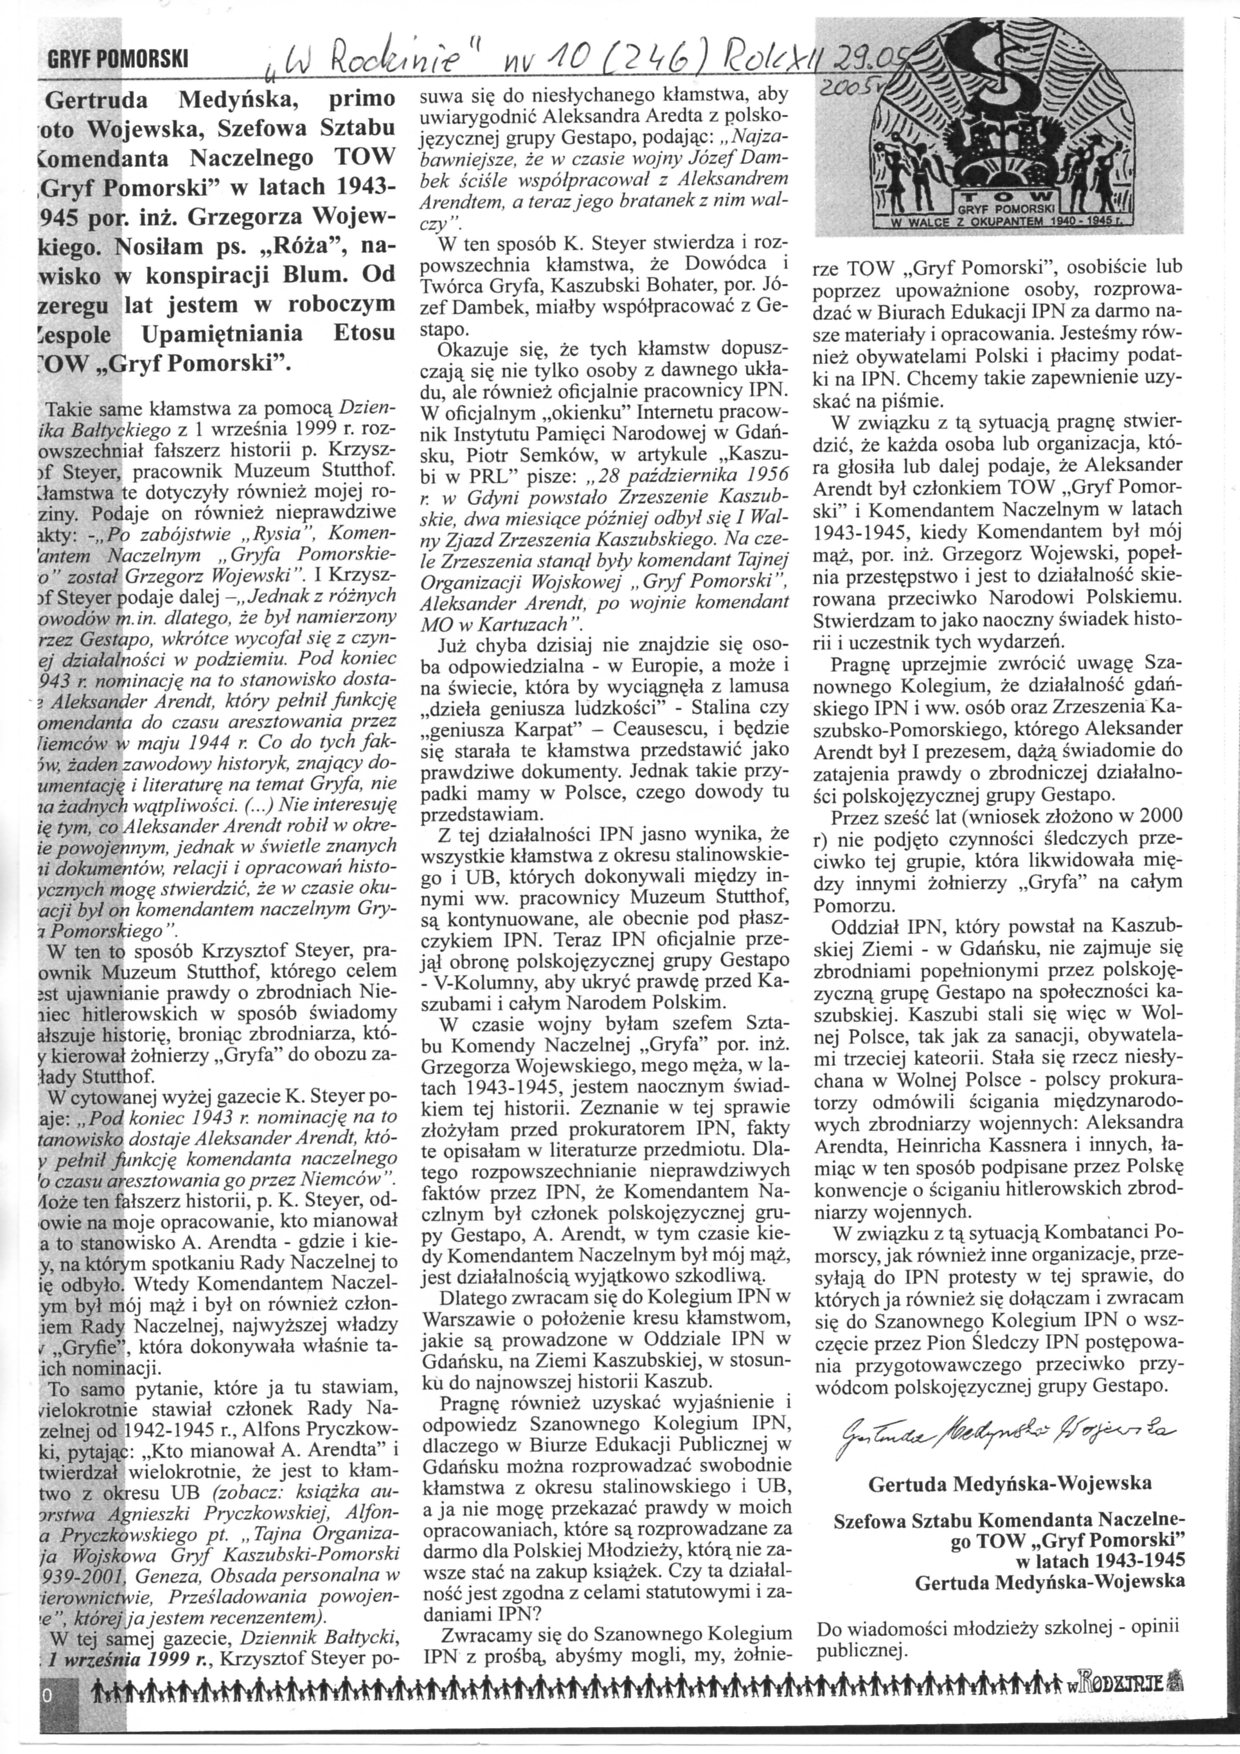 GRYF POMORSKI
„W Rodzinie" nr 10 (246) Rok XII 29.05
2005r
Gertruda Medyńska, primo
oto Wojewska, Szefowa Sztabu
Komendanta Naczelnego TOW
„Gryf Pomorski” w latach 1943-
945 por. inż. Grzegorza Wojew-
kiego. Nosiłam ps. „Róża”, na-
wisko w konspiracji Blum. Od
zeregu lat jestem w roboczym
Zespole Upamiętniania Etosu
TOW „Gryf Pomorski”.
Takie same kłamstwa za pomocą Dzien-
ika Bałtyckiego z 1 września 1999 r. roz-
owszechniał fałszerz historii p. Krzysz-
of Steyer, pracownik Muzeum Stutthof.
Kłamstwa te dotyczyły również mojej ro-
ziny. Podaje on również nieprawdziwe
akty: -„Po zabójstwie „Rysia”, Komen-
antem Naczelnym „Gryfa Pomorskie-
o” został Grzegorz Wojewski”. I Krzysz-
of Steyer podaje dalej –„Jednak z różnych
owodów m.in. dlatego, że był namierzony
rzez Gestapo, wkrótce wycofał się z czyn-
ej działalności w podziemiu. Pod koniec
943 r. nominację na to stanowisko dosta-
e Aleksander Arendt, który pełnił funkcję
omendanta do czasu aresztowania przez
Niemców w maju 1944 r. Co do tych fak-
ów, żaden zawodowy historyk, znający do-
umentację i literaturę na temat Gryfa, nie
na żadnych wątpliwości. (...) Nie interesuję
ię tym, co Aleksander Arendt robił w okre-
ie powojennym, jednak w świetle znanych
ni dokumentów, relacji i opracowań histo-
ycznych mogę stwierdzić, że w czasie oku-
acji był on komendantem naczelnym Gry-
a Pomorskiego”.
W ten to sposób Krzysztof Steyer, pra-
ownik Muzeum Stutthof, którego celem
est ujawnianie prawdy o zbrodniach Nie-
niec hitlerowskich w sposób świadomy
ałszuje historię, broniąc zbrodniarza, któ-
y kierował żołnierzy „Gryfa” do obozu za-
łady Stutthof.
W cytowanej wyżej gazecie K. Steyer po-
aje: „Pod koniec 1943 r. nominację na to
tanowisko dostaje Aleksander Arendt, któ-
y pełnił funkcję komendanta naczelnego
o czasu aresztowania go przez Niemców”.
Może ten fałszerz historii, p. K. Steyer, od-
owie na moje opracowanie, kto mianował
a to stanowisko A. Arendta - gdzie i kie-
y, na którym spotkaniu Rady Naczelnej to
ię odbyło. Wtedy Komendantem Naczel-
ym był mój mąż i był on również człon-
iem Rady Naczelnej, najwyższej władzy
w „Gryfie”, która dokonywała właśnie ta-
ich nominacji.
To samo pytanie, które ja tu stawiam,
wielokrotnie stawiał członek Rady Na-
zelnej od 1942-1945 r., Alfons Pryczkow-
ki, pytając: „Kto mianował A. Arendta” i
twierdzał wielokrotnie, że jest to kłam-
two z okresu UB (zobacz: książka au-
orstwa Agnieszki Pryczkowskiej, Alfon-
a Pryczkowskiego pt. „Tajna Organiza-
ja Wojskowa Gryf Kaszubski-Pomorski
939-2001, Geneza, Obsada personalna w
ierownictwie, Prześladowania powojen-
e”, której ja jestem recenzentem).
W tej samej gazecie, Dziennik Bałtycki,
1 września 1999 r., Krzysztof Steyer po-
suwa się do niesłychanego kłamstwa, aby
uwiarygodnić Aleksandra Aredta z polsko-
języcznej grupy Gestapo, podając: „Najza-
bawniejsze, że w czasie wojny Józef Dam-
bek ściśle współpracował z Aleksandrem
Arendtem, a teraz jego bratanek z nim wal-
czy”.
W ten sposób K. Steyer stwierdza i roz-
powszechnia kłamstwa, że Dowódca i
Twórca Gryfa, Kaszubski Bohater, por. Jó-
zef Dambek, miałby współpracować z Ge-
stapo.
Okazuje się, że tych kłamstw dopusz-
czają się nie tylko osoby z dawnego ukła-
du, ale również oficjalnie pracownicy IPN.
W oficjalnym „okienku” Internetu pracow-
nik Instytutu Pamięci Narodowej w Gdań-
sku, Piotr Semków, w artykule „Kaszu-
bi w PRL” pisze: „28 października 1956
r. w Gdyni powstało Zrzeszenie Kaszub-
skie, dwa miesiące później odbył się I Wal-
ny Zjazd Zrzeszenia Kaszubskiego. Na cze-
le Zrzeszenia stanął były komendant Tajnej
Organizacji Wojskowej „Gryf Pomorski”,
Aleksander Arendt, po wojnie komendant
MO w Kartuzach”.
Już chyba dzisiaj nie znajdzie się oso-
ba odpowiedzialna - w Europie, a może i
na świecie, która by wyciągnęła z lamusa
„dzieła geniusza ludzkości” - Stalina czy
„geniusza Karpat” – Ceausescu, i będzie
się starała te kłamstwa przedstawić jako
prawdziwe dokumenty. Jednak takie przy-
padki mamy w Polsce, czego dowody tu
przedstawiam.
Z tej działalności IPN jasno wynika, że
wszystkie kłamstwa z okresu stalinowskie-
go i UB, których dokonywali między in-
nymi ww. pracownicy Muzeum Stutthof,
są kontynuowane, ale obecnie pod płasz-
czykiem IPN. Teraz IPN oficjalnie prze-
jął obronę polskojęzycznej grupy Gestapo
- V-Kolumny, aby ukryć prawdę przed Ka-
szubami i całym Narodem Polskim.
W czasie wojny byłam szefem Szta-
bu Komendy Naczelnej „Gryfa” por. inż.
Grzegorza Wojewskiego, mego męża, w la-
tach 1943-1945, jestem naocznym świad-
kiem tej historii. Zeznanie w tej sprawie
złożyłam przed prokuratorem IPN, fakty
te opisałam w literaturze przedmiotu. Dla-
tego rozpowszechnianie nieprawdziwych
faktów przez IPN, że Komendantem Na-
czlnym był członek polskojęzycznej gru-
py Gestapo, A. Arendt, w tym czasie kie-
dy Komendantem Naczelnym był mój mąż,
jest działalnością wyjątkowo szkodliwą.
Dlatego zwracam się do Kolegium IPN w
Warszawie o położenie kresu kłamstwom,
jakie są prowadzone w Oddziale IPN w
Gdańsku, na Ziemi Kaszubskiej, w stosun-
ku do najnowszej historii Kaszub.
Pragnę również uzyskać wyjaśnienie i
odpowiedz Szanownego Kolegium IPN,
dlaczego w Biurze Edukacji Publicznej w
Gdańsku można rozprowadzać swobodnie
kłamstwa z okresu stalinowskiego i UB,
a ja nie mogę przekazać prawdy w moich
opracowaniach, które są rozprowadzane za
darmo dla Polskiej Młodzieży, którą nie za-
wsze stać na zakup książek. Czy ta działal-
ność jest zgodna z celami statutowymi i za-
daniami IPN?
Zwracamy się do Szanownego Kolegium
IPN z prośbą, abyśmy mogli, my, żołnie-
TOW
GRYF POMORSKI
W WALCE Z OKUPANTEM 1940 - 1945 r.
rze TOW „Gryf Pomorski”, osobiście lub
poprzez upoważnione osoby, rozprowa-
dzać w Biurach Edukacji IPN za darmo na-
sze materiały i opracowania. Jesteśmy rów-
nież obywatelami Polski i płacimy podat-
ki na IPN. Chcemy takie zapewnienie uzy-
skać na piśmie.
W związku z tą sytuacją pragnę stwier-
dzić, że każda osoba lub organizacja, któ-
ra głosiła lub dalej podaje, że Aleksander
Arendt był członkiem TOW „Gryf Pomor-
ski” i Komendantem Naczelnym w latach
1943-1945, kiedy Komendantem był mój
mąż, por. inż. Grzegorz Wojewski, popeł-
nia przestępstwo i jest to działalność skie-
rowana przeciwko Narodowi Polskiemu.
Stwierdzam to jako naoczny świadek histo-
rii i uczestnik tych wydarzeń.
Pragnę uprzejmie zwrócić uwagę Sza-
nownego Kolegium, że działalność gdań-
skiego IPN i ww. osób oraz Zrzeszenia Ka-
szubsko-Pomorskiego, którego Aleksander
Arendt był I prezesem, dążą świadomie do
zatajenia prawdy o zbrodniczej działalno-
ści polskojęzycznej grupy Gestapo.
Przez sześć lat (wniosek złożono w 2000
r) nie podjęto czynności śledczych prze-
ciwko tej grupie, która likwidowała mię-
dzy innymi żołnierzy „Gryfa” na całym
Pomorzu.
Oddział IPN, który powstał na Kaszub-
skiej Ziemi - w Gdańsku, nie zajmuje się
zbrodniami popełnionymi przez polskoję-
zyczną grupę Gestapo na społeczności ka-
szubskiej. Kaszubi stali się więc w Wol-
nej Polsce, tak jak za sanacji, obywatela-
mi trzeciej kateorii. Stała się rzecz niesły-
chana w Wolnej Polsce - polscy prokura-
torzy odmówili ścigania międzynarodo-
wych zbrodniarzy wojennych: Aleksandra
Arendta, Heinricha Kassnera i innych, ła-
miąc w ten sposób podpisane przez Polskę
konwencje o ściganiu hitlerowskich zbrod-
niarzy wojennych.
W związku z tą sytuacją Kombatanci Po-
morscy, jak również inne organizacje, prze-
syłają do IPN protesty w tej sprawie, do
których ja również się dołączam i zwracam
się do Szanownego Kolegium IPN o wsz-
częcie przez Pion Śledczy IPN postępowa-
nia przygotowawczego przeciwko przy-
wódcom polskojęzycznej grupy Gestapo.
Gertruda Medyńska Wojewska
Gertuda Medyńska-Wojewska
Szefowa Sztabu Komendanta Naczelne-
go TOW „Gryf Pomorski”
w latach 1943-1945
Gertuda Medyńska-Wojewska
Do wiadomości młodzieży szkolnej - opinii
publicznej.
0
wRODZINIE